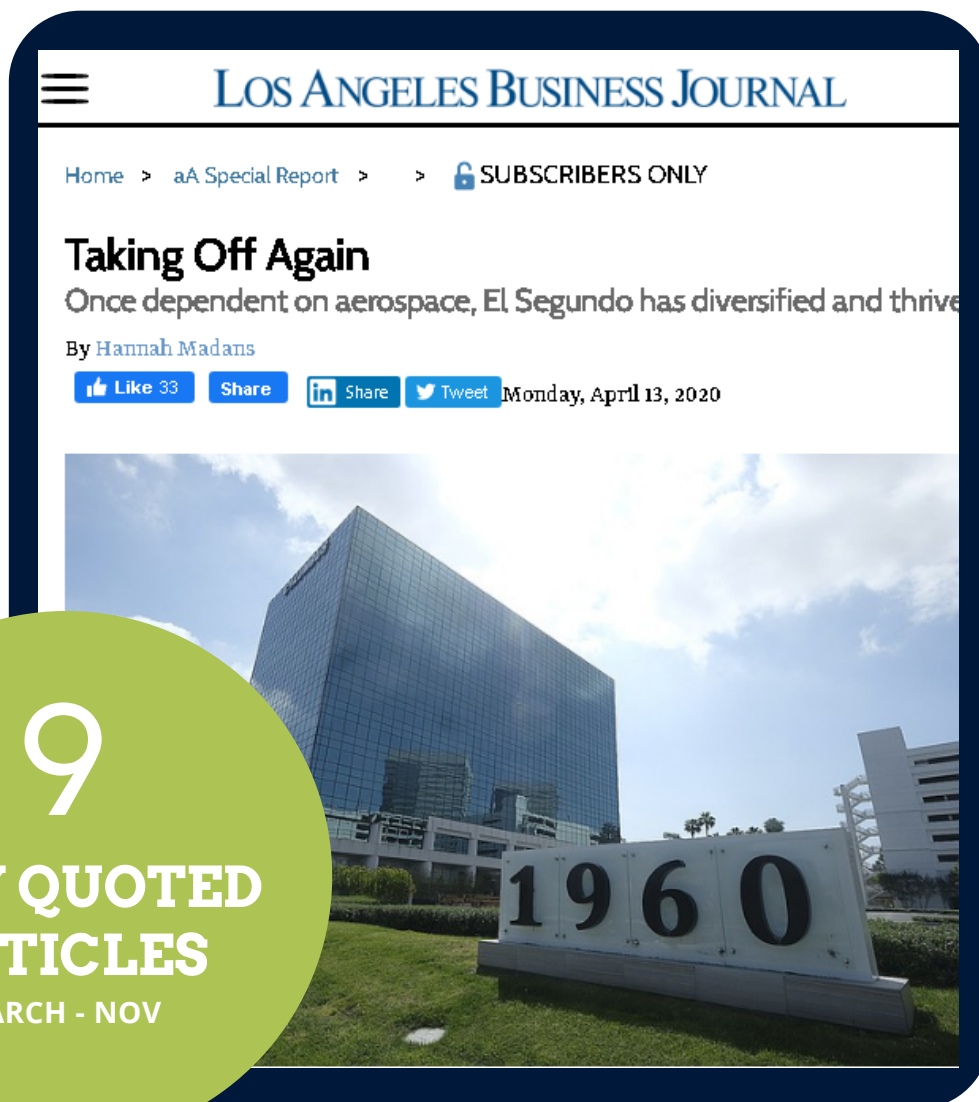 LOS ANGELES BUSINESS JOURNAL
Home > aA Special Report > > SUBSCRIBERS ONLY
Taking Off Again
Once dependent on aerospace, El Segundo has diversified and thrive
By Hannah Madans
Like 33 Share in Share Tweet Monday, April 13, 2020
1960
9
Y QUOTED
TICLES
ARCH - NOV